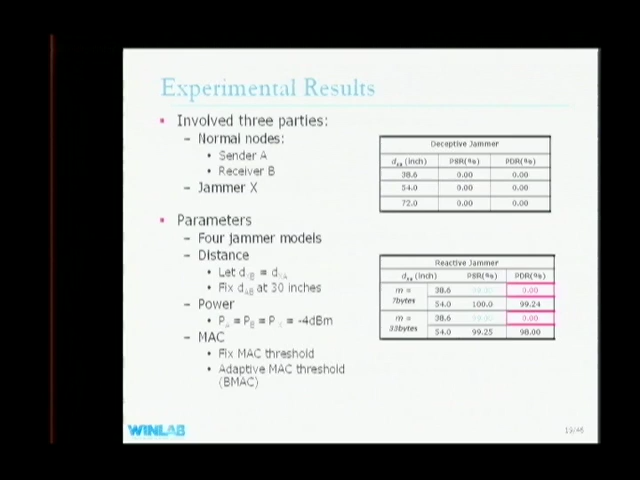 Experimental Results
Involved three parties:
– Normal nodes:
• Sender A
• Receiver B
– Jammer X
Parameters
– Four jammer models
– Distance
• Let d = d
• Fix d at 30 inches
– Power
• P = P = P = -4dBm
– MAC
• Fix MAC threshold
• Adaptive MAC threshold
(BMAC)
Deceptive Jammer
(inch) PSR(%) PDR(%)
38.6 0.00 0.00
54.0 0.00 0.00
72.0 0.00 0.00
Reactive Jammer
(inch) PSR(%) PDR(%)
m = 7bytes 38.6 0.00
54.0 100.0 99.24
m = 33bytes 38.6 0.00
54.0 99.25 98.00
WINLAB